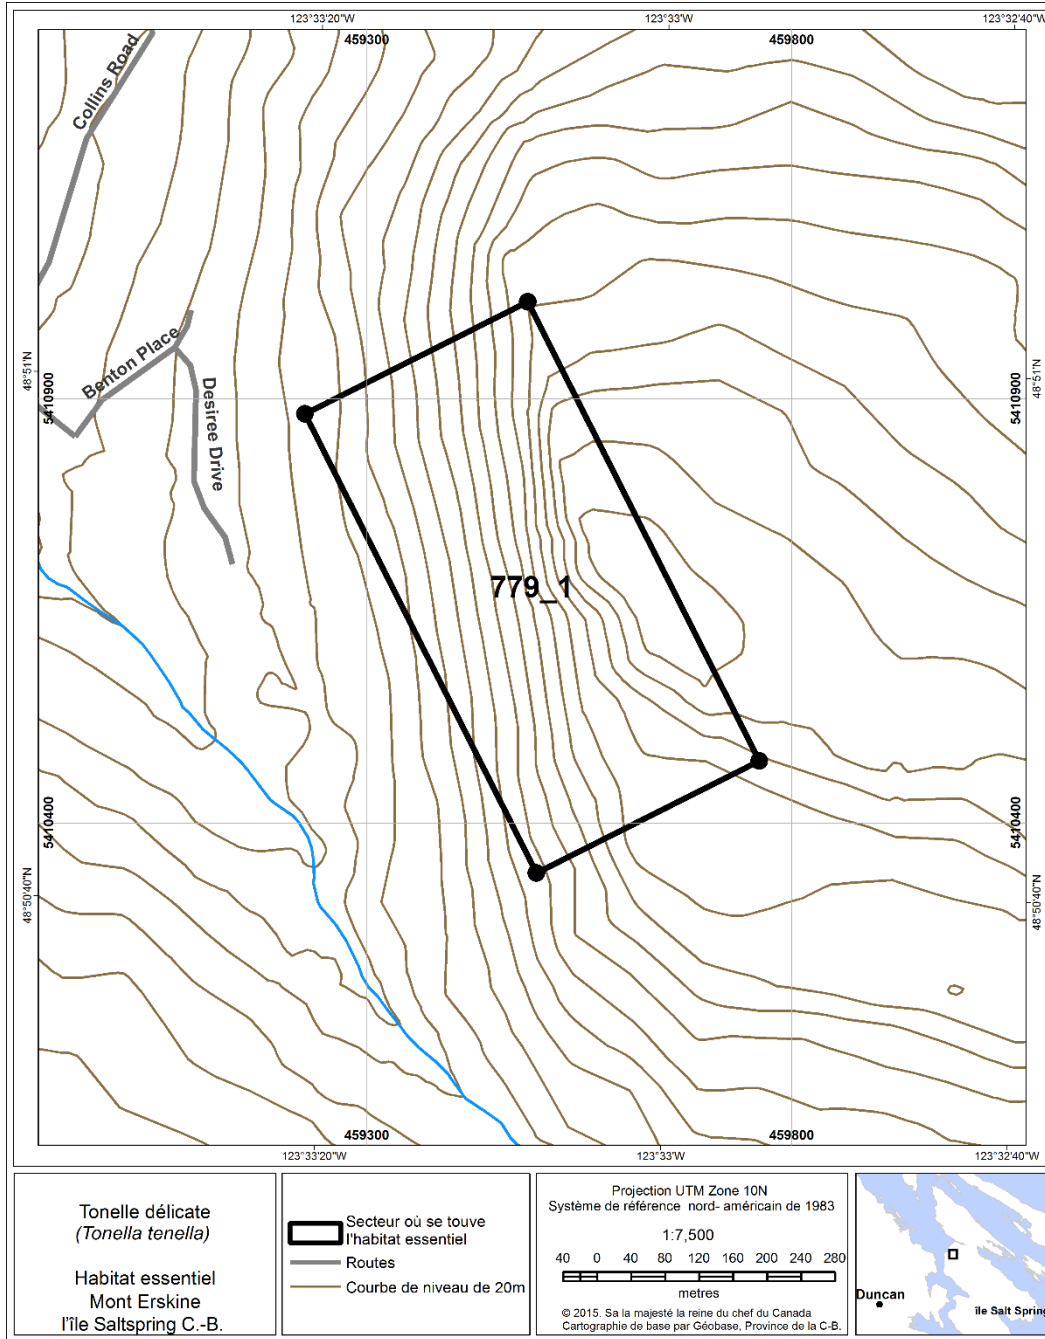 123°33'20"W 123°33'W 123°32'40"W
459300 459800
Collins Road
Benton Place
Desiree Drive
48°51'N 48°51'N
5410900 5410900
779_1
5410400 5410400
48°50'40"N 48°50'40"N
459300 459800
123°33'20"W 123°33'W 123°32'40"W
Tonelle délicate
(Tonella tenella)
Habitat essentiel
Mont Erskine
l'île Saltspring C.-B.
Secteur où se touve
l'habitat essentiel
Routes
Courbe de niveau de 20m
Projection UTM Zone 10N
Système de référence nord- américain de 1983
1:7,500
40 0 40 80 120 160 200 240 280
metres
© 2015. Sa la majesté la reine du chef du Canada
Cartographie de base par Géobase, Province de la C-B.
Duncan
île Salt Spring